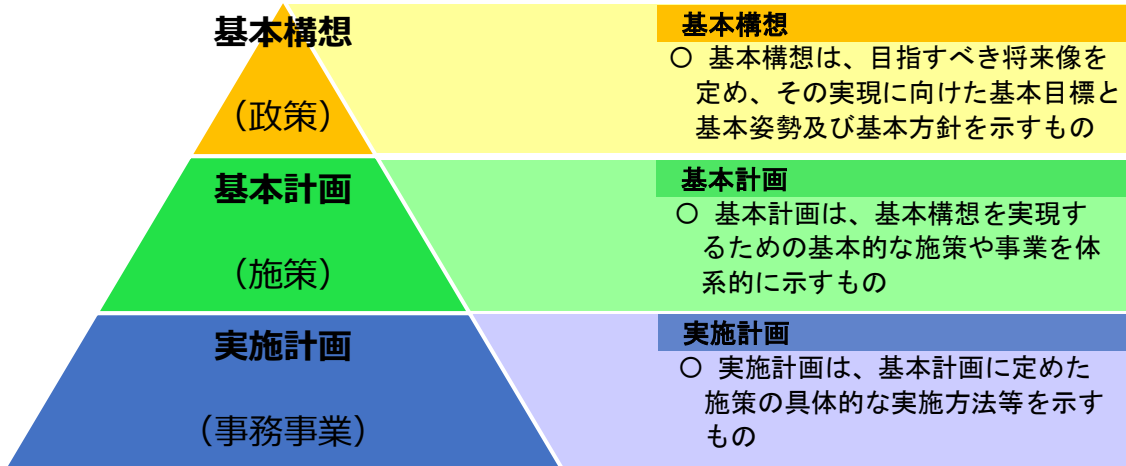 基本構想
（政策）
基本構想
〇 基本構想は、目指すべき将来像を
定め、その実現に向けた基本目標と
基本姿勢及び基本方針を示すもの
基本計画
（施策）
基本計画
〇 基本計画は、基本構想を実現す
るための基本的な施策や事業を体
系的に示すもの
実施計画
（事務事業）
実施計画
〇 実施計画は、基本計画に定めた
施策の具体的な実施方法等を示す
もの